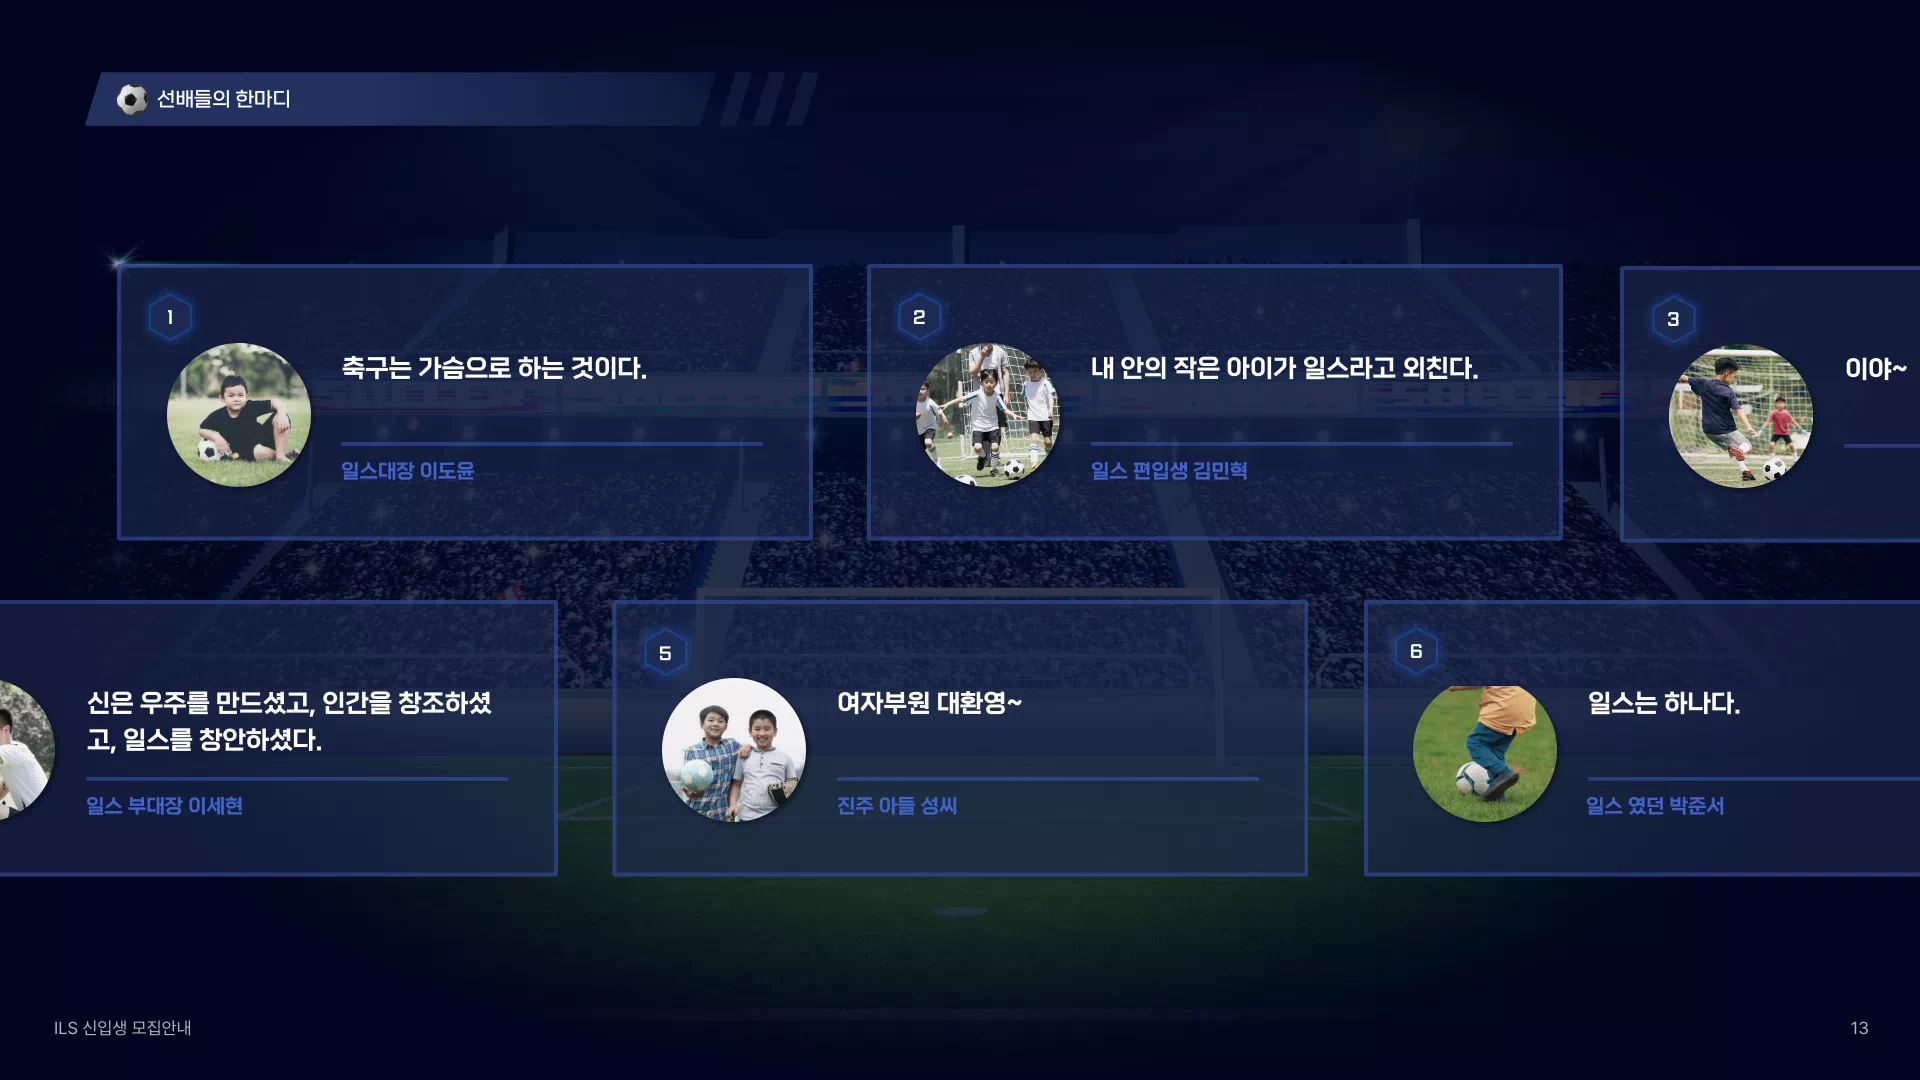 선배들의 한마디
1
축구는 가슴으로 하는 것이다.
일스대장 이도윤
2
내 안의 작은 아이가 일스라고 외친다.
일스 편입생 김민혁
3
이야~
신은 우주를 만드셨고, 인간을 창조하셨
고, 일스를 창안하셨다.
일스 부대장 이세현
5
여자부원 대환영~
진주 아들 성씨
6
일스는 하나다.
일스 였던 박준서
ILS 신입생 모집안내
13